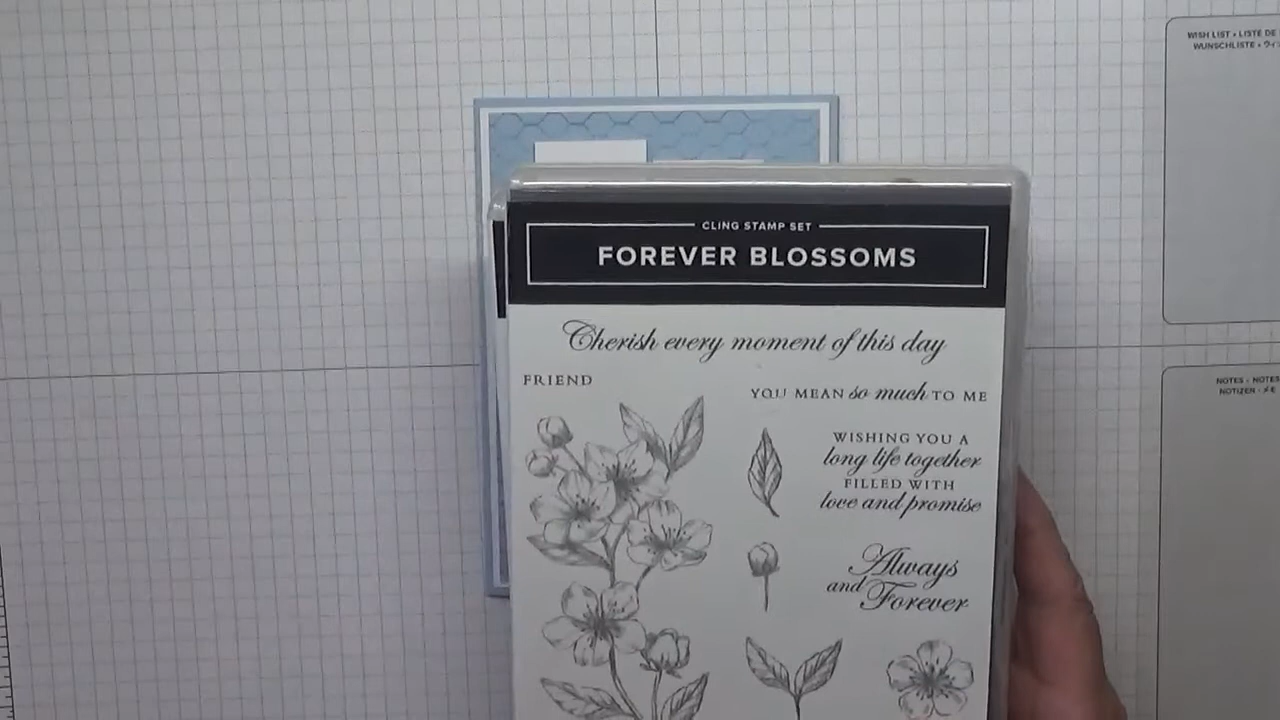 WISH LIST • LISTE DE
WUNSCHLISTE •
CLING STAMP SET
FOREVER BLOSSOMS
Cherish every moment of this day
FRIEND
YOU MEAN so much TO ME
WISHING YOU A
long life together
FILLED WITH
love and promise
Always
and Forever
NOTES • NOTES
NOTIZEN •